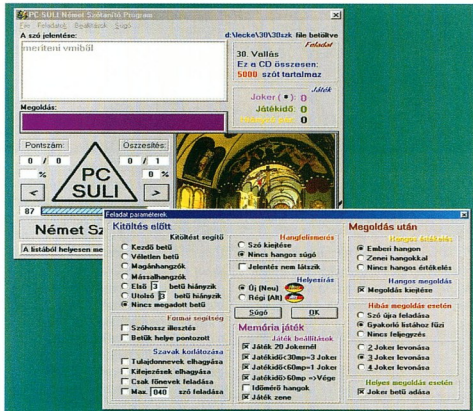 PC-SULI Német Szókanító Program
Fim Feladatok Beállítások Súgó
A szó jelentése:
d:\lecke\30\30szk file betöltve
meríteni vmiből
Feladat
30. Vallás
Ez a CD összesen:
5000 szót tartalmaz
Játék
Joker ( ): 0
Játékidő: 0
0
Megoldás:
Pontszám:
Összesítés:
0 / 0
0 / 1
%
0 %
PC
SULI
<
>
87
Német Sz
A listából helyesen me
Feladat paraméterek
Kitöltés előtt
Kitöltést segítő
Kezdő betű
Véletlen betű
Magánhangzók
Mássalhangzók
Első 3 betű hiányzik
Utolsó 3 betű hiányzik
Nincs megadott betű
Formai segítség
Szóhossz illesztés
Betűk helye pontozott
Szavak korlátozása
Tulajdonnevek elhagyása
Kifejezések elhagyása
Csak főnevek feladása
Max. 040 szó feladása
Hangfelismerés
Szó kiejtése
Nincs hangos súgó
Jelentés nem látszik
Helyesírás
Új (Neu)
Régi (Alt)
Súgó
OK
Memória játék
Játék beállítások
Játék 20 Jokernél
Játékidő<30mp=3 Joker
Játékidő<60mp=1 Joker
Játékidő>60mp =>Vége
Időmérő hangok
Játék zene
Megoldás után
Hangos értékelés
Emberi hangon
Zenei hangokkal
Nincs hangos értékelés
Hangos megoldás
Megoldás kiejtése
Hibás megoldás esetén
Szó újra feladása
Gyakorló listához fűzi
Nincs feljegyzés
2 Joker levonása
3 Joker levonása
4 Joker levonása
Helyes megoldás esetén
Joker betű adása